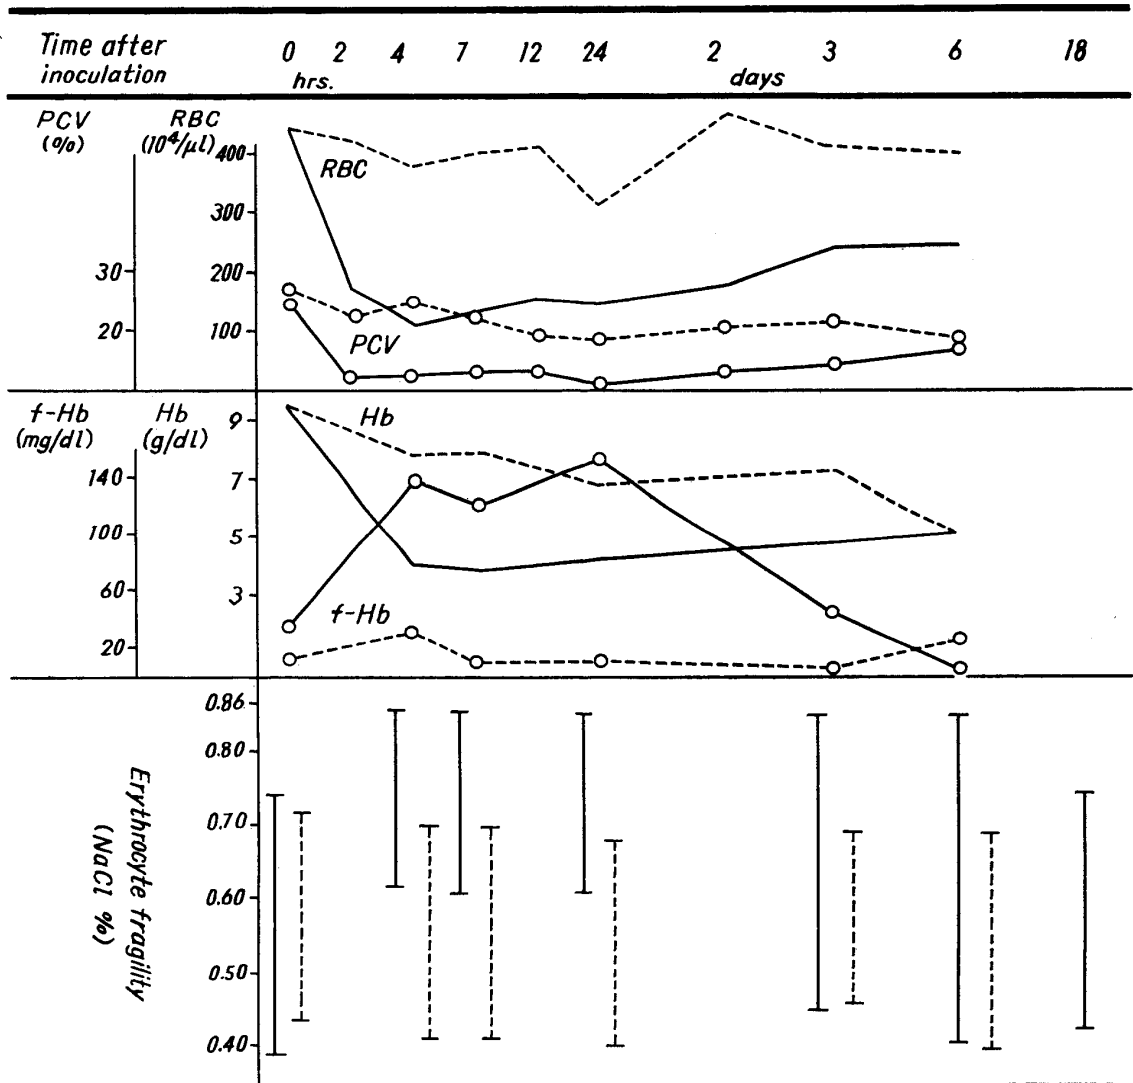 Time after 0 2 4 7 12 24 2 3 6 18
inoculation hrs. days
PCV RBC
(%) (10⁴/μl)
400
RBC
300
30 200
20 100
PCV
f-Hb Hb 9 Hb
(mg/dl) (g/dl)
140 7
100 5
60 3
f-Hb
20
0.86
0.80
0.70
0.60
0.50
0.40
Erythrocyte fragility
(NaCl %)